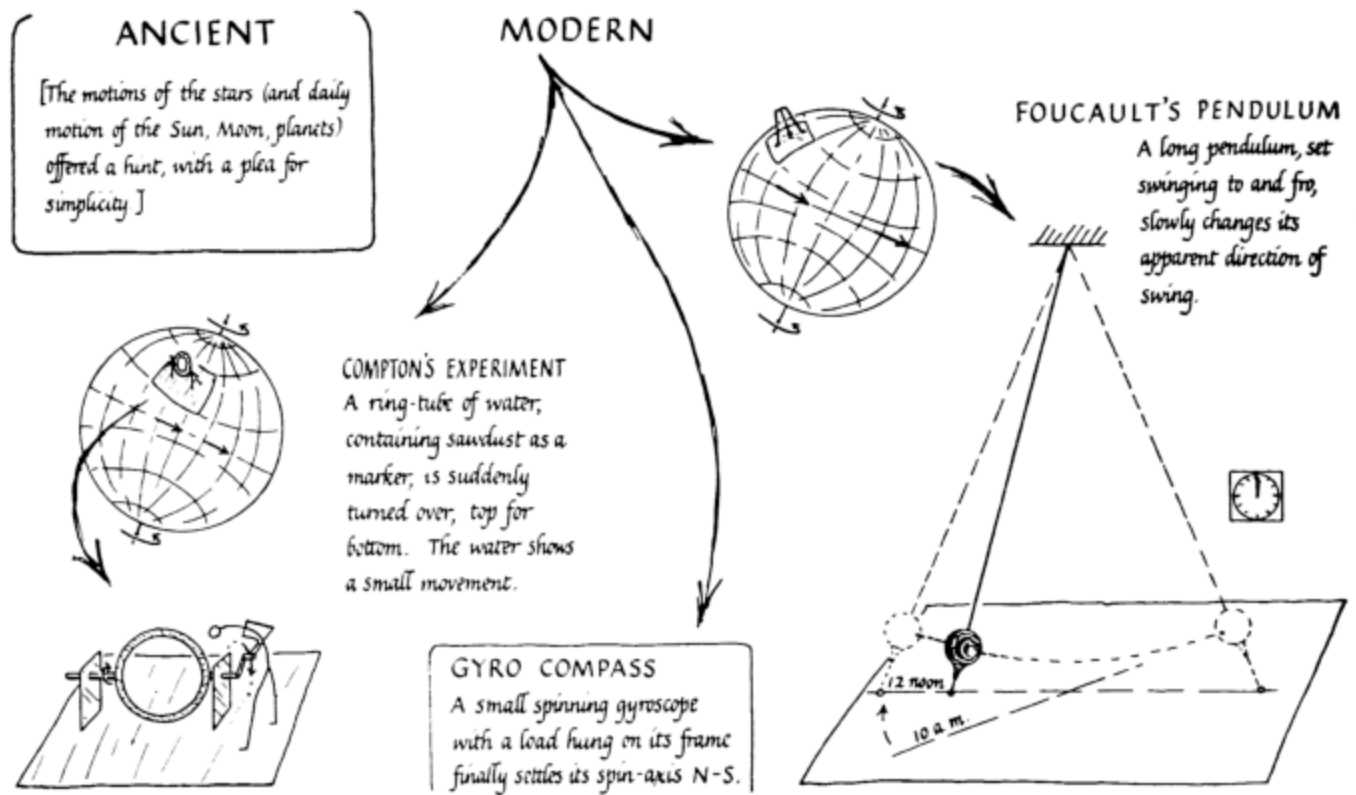 ANCIENT
[The motions of the stars (and daily
motion of the Sun, Moon, planets)
offered a hint, with a plea for
simplicity.]
MODERN
FOUCAULT'S PENDULUM
A long pendulum, set
swinging to and fro,
slowly changes its
apparent direction of
swing.
COMPTON'S EXPERIMENT
A ring-tube of water,
containing sawdust as a
marker, is suddenly
turned over, top for
bottom. The water shows
a small movement.
GYRO COMPASS
A small spinning gyroscope
with a load hung on its frame
finally settles its spin-axis N-S.
12 noon
10 a.m.